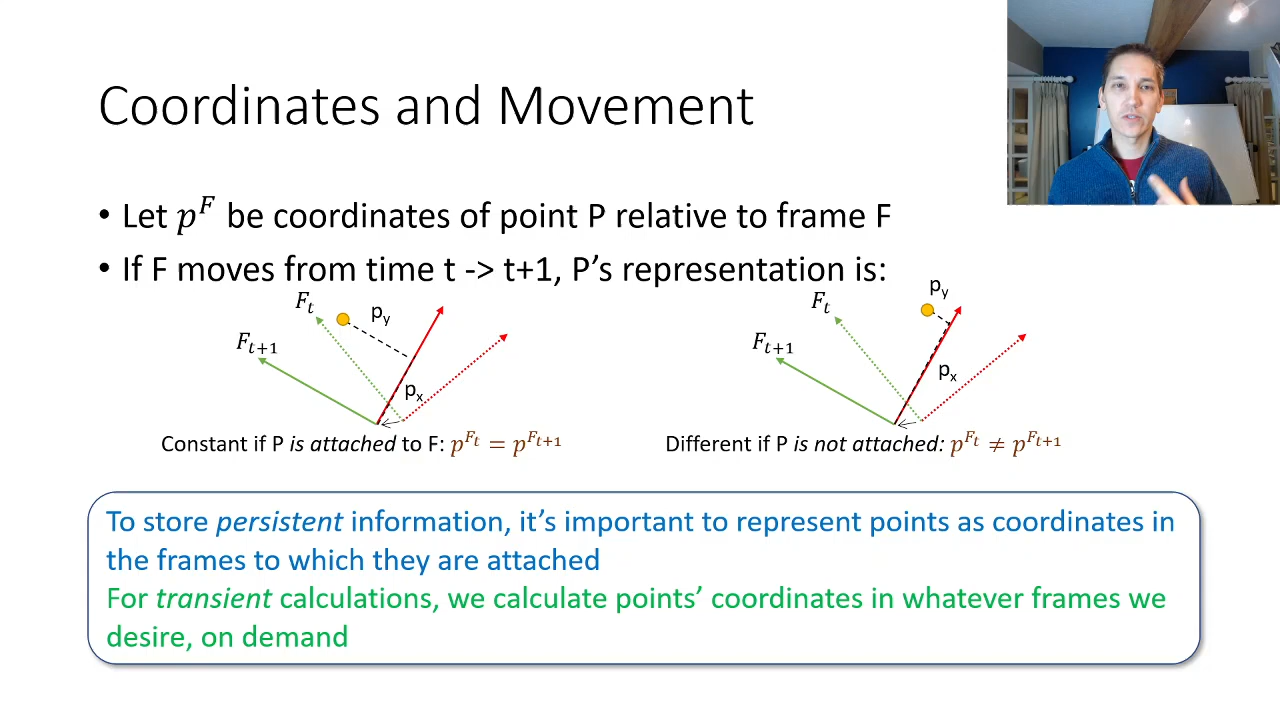 Coordinates and Movement
• Let p^F be coordinates of point P relative to frame F
• If F moves from time t -> t+1, P’s representation is:
F_t
p_y
F_{t+1}
p_x
Constant if P is attached to F: p^{F_t} = p^{F_{t+1}}
p_y
F_t
F_{t+1}
p_x
Different if P is not attached: p^{F_t} ≠ p^{F_{t+1}}
To store persistent information, it’s important to represent points as coordinates in
the frames to which they are attached
For transient calculations, we calculate points’ coordinates in whatever frames we
desire, on demand